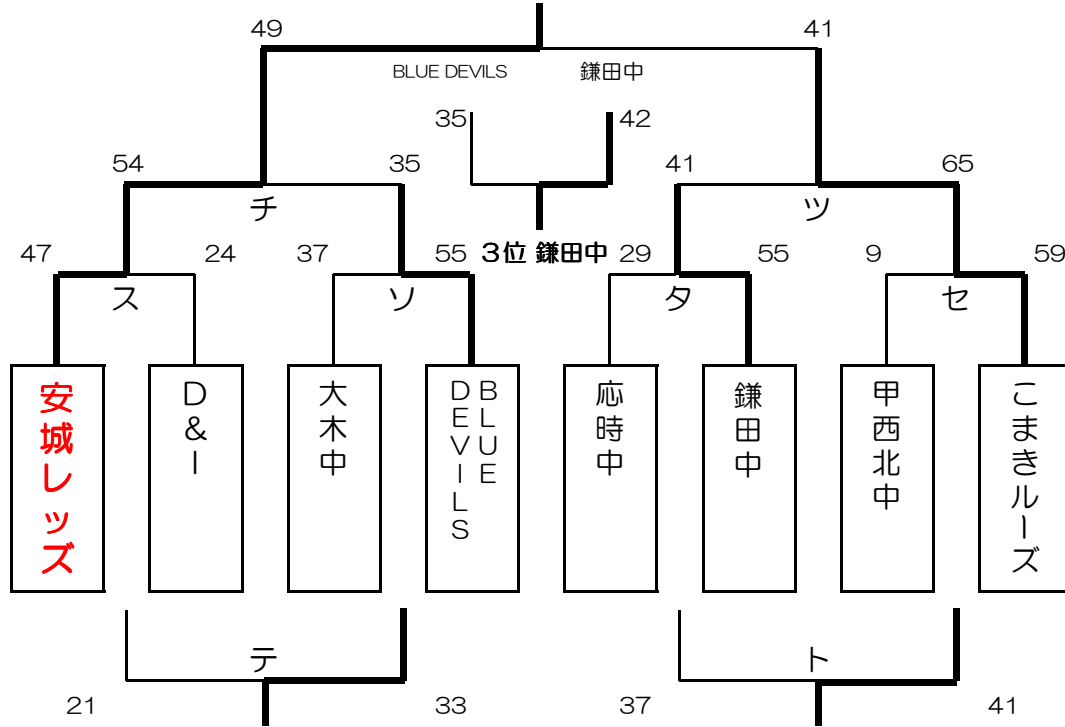 49
41
BLUE DEVILS
鎌田中
35
42
54
35
41
65
チ
ツ
47
24
37
55
3位 鎌田中
29
55
9
59
ス
ソ
タ
セ
安城レッズ
D&I
大木中
BLUE
DEVILS
応時中
鎌田中
甲西北中
こまきルーズ
テ
ト
21
33
37
41